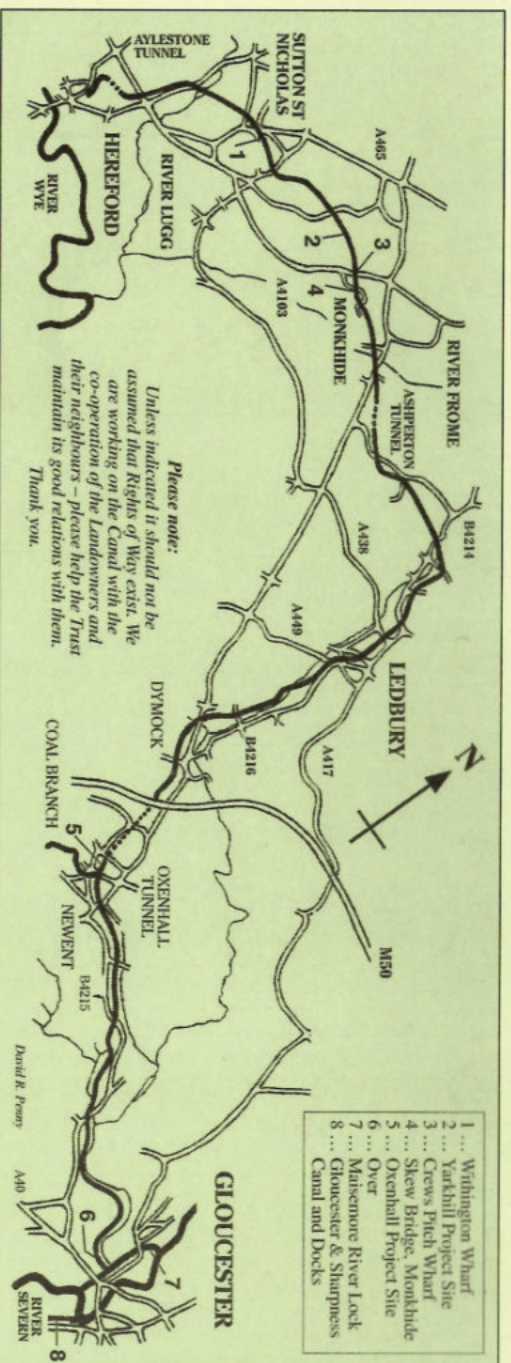 AYLESTONE
TUNNEL
SUTTON ST
NICHOLAS
HEREFORD
RIVER
WYE
RIVER LUGG
1
A465
2
3
4
MONKHIDE
A4103
RIVER FROME
ASHPERTON
TUNNEL
B4214
A438
A449
LEDBURY
N
Please note:
Unless indicated it should not be
assumed that Rights of Way exist. We
are working on the Canal with the
co-operation of the Landowners and
their neighbours – please help the Trust
maintain its good relations with them.
Thank you.
DYMOCK
B4216
A417
M50
COAL BRANCH
5
OXENHALL
TUNNEL
NEWENT
B4215
David R. Penny
A40
6
GLOUCESTER
7
RIVER
SEVERN
8
1 ... Withington Wharf
2 ... Yarkhill Project Site
3 ... Crews Pitch Wharf
4 ... Skew Bridge, Monkhide
5 ... Oxenhall Project Site
6 ... Over
7 ... Maisemore River Lock
8 ... Gloucester & Sharpness
Canal and Docks